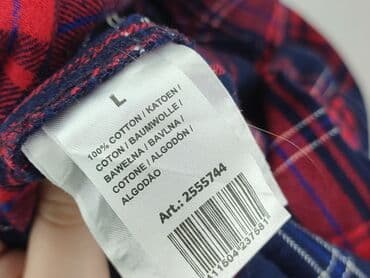 L
100% COTTON / KATOEN /
COTON / BAUMWOLLE /
BAWEŁNA / BAVLNA /
COTONE / ALGODÓN /
ALGODÃO
Art.: 2555744